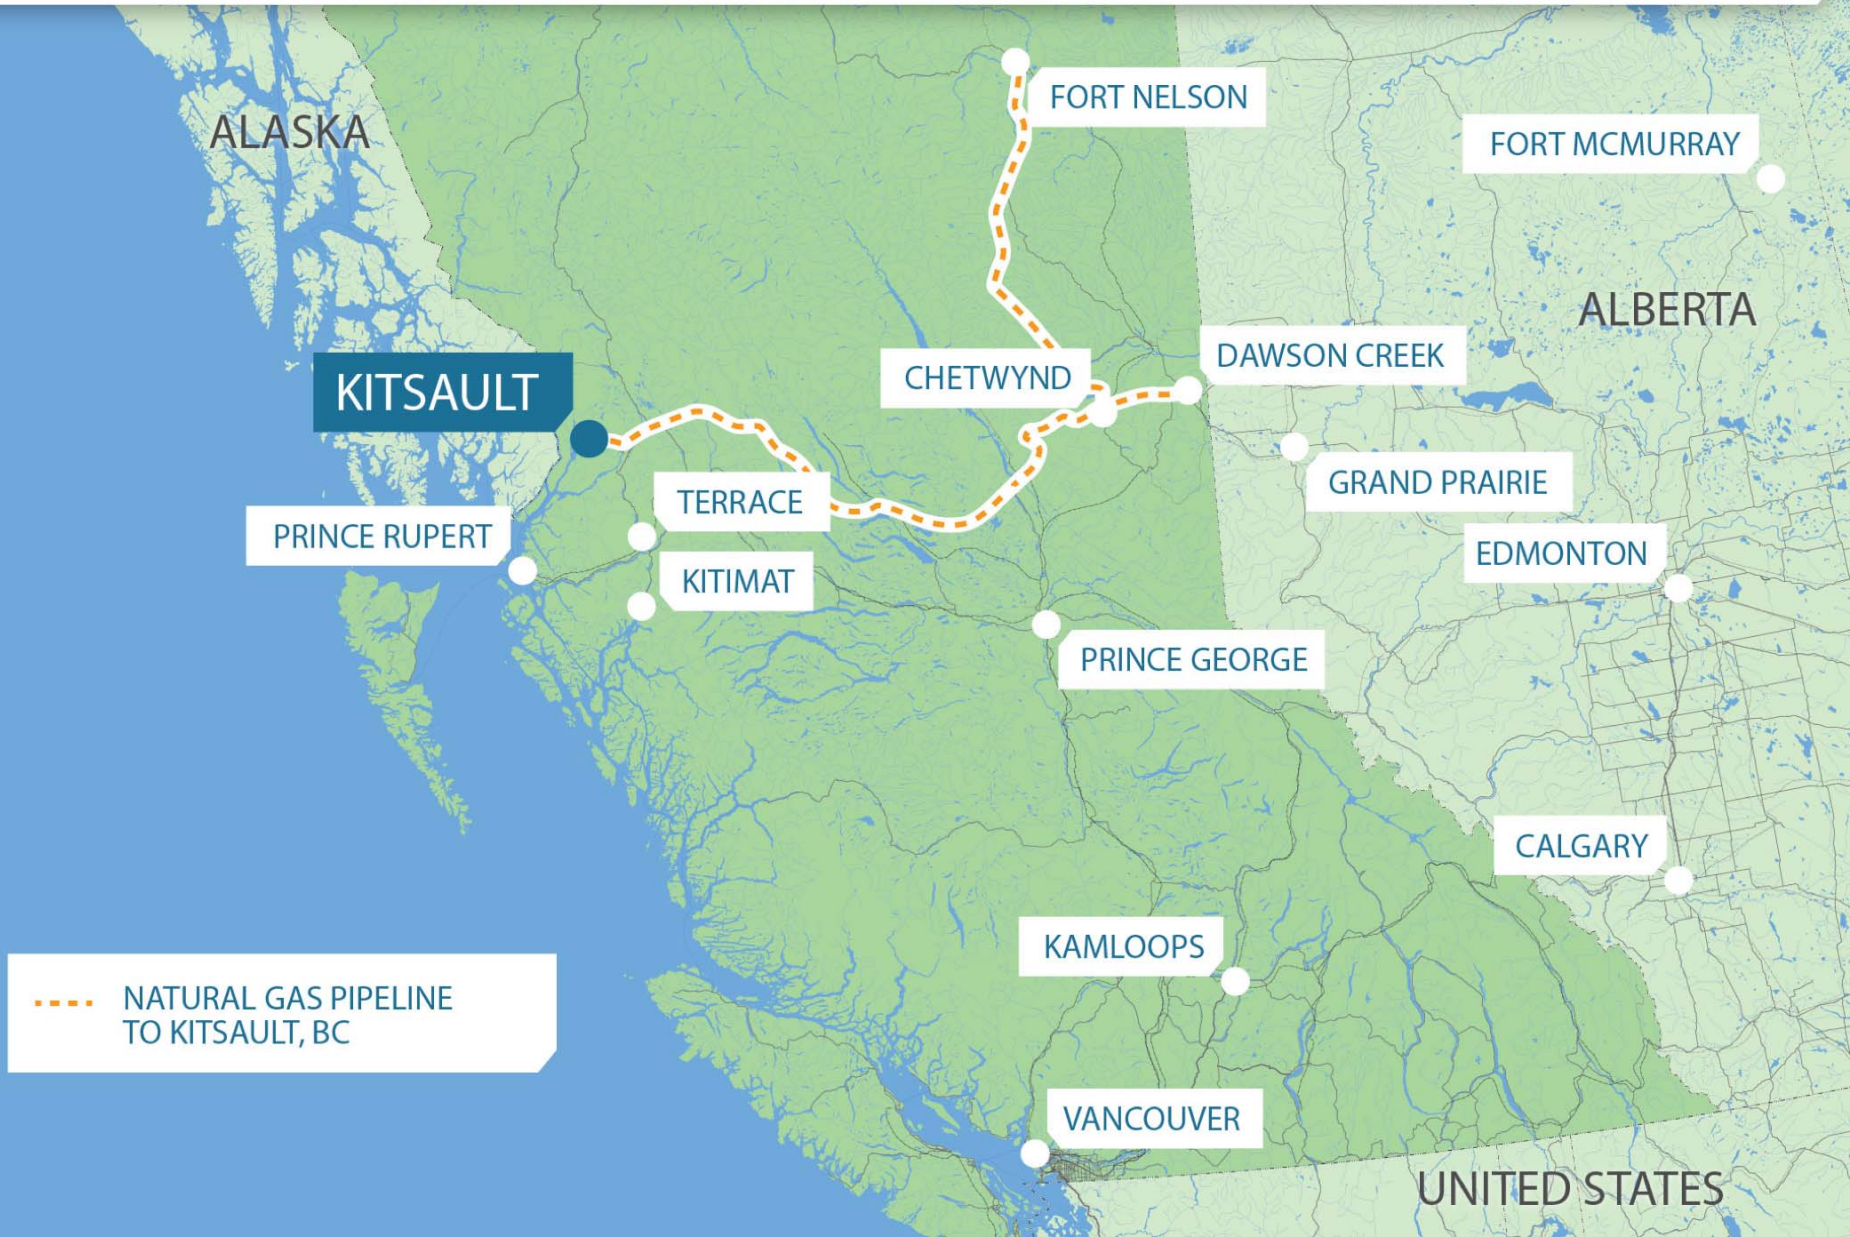 FORT NELSON
FORT MCMURRAY
ALASKA
ALBERTA
DAWSON CREEK
CHETWYND
KITSAULT
GRAND PRAIRIE
TERRACE
PRINCE RUPERT
EDMONTON
KITIMAT
PRINCE GEORGE
CALGARY
KAMLOOPS
NATURAL GAS PIPELINE
TO KITSAULT, BC
VANCOUVER
UNITED STATES